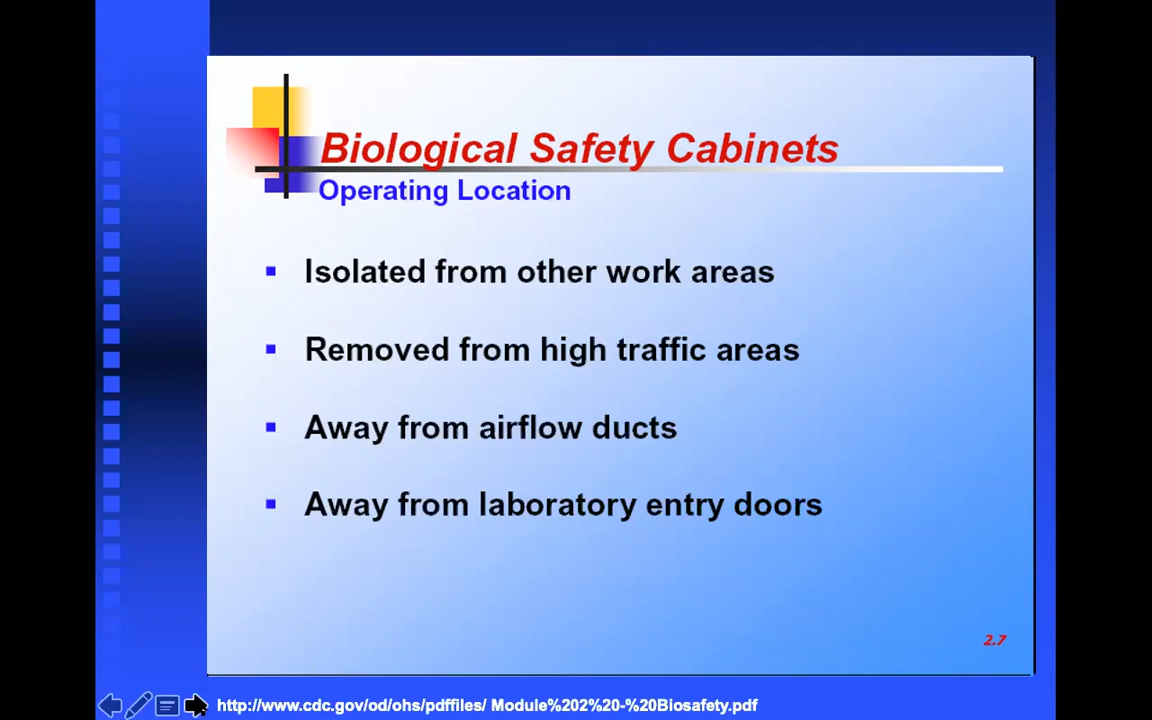 Biological Safety Cabinets
Operating Location
Isolated from other work areas
Removed from high traffic areas
Away from airflow ducts
Away from laboratory entry doors
2.7
http://www.cdc.gov/od/ohs/pdffiles/ Module%202%20-%20Biosafety.pdf